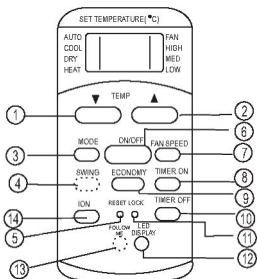 SET TEMPERATURE(°C)
AUTO FAN
COOL HIGH
DRY MED
HEAT LOW
▼ TEMP ▲
1 2
6
MODE ON/OFF FAN SPEED
3 7
SWING ECONOMY TIMER ON
4 8
9
ION RESET LOCK TIMER OFF
14 10
5 FOLLOW ME LED DISPLAY 11
13 12